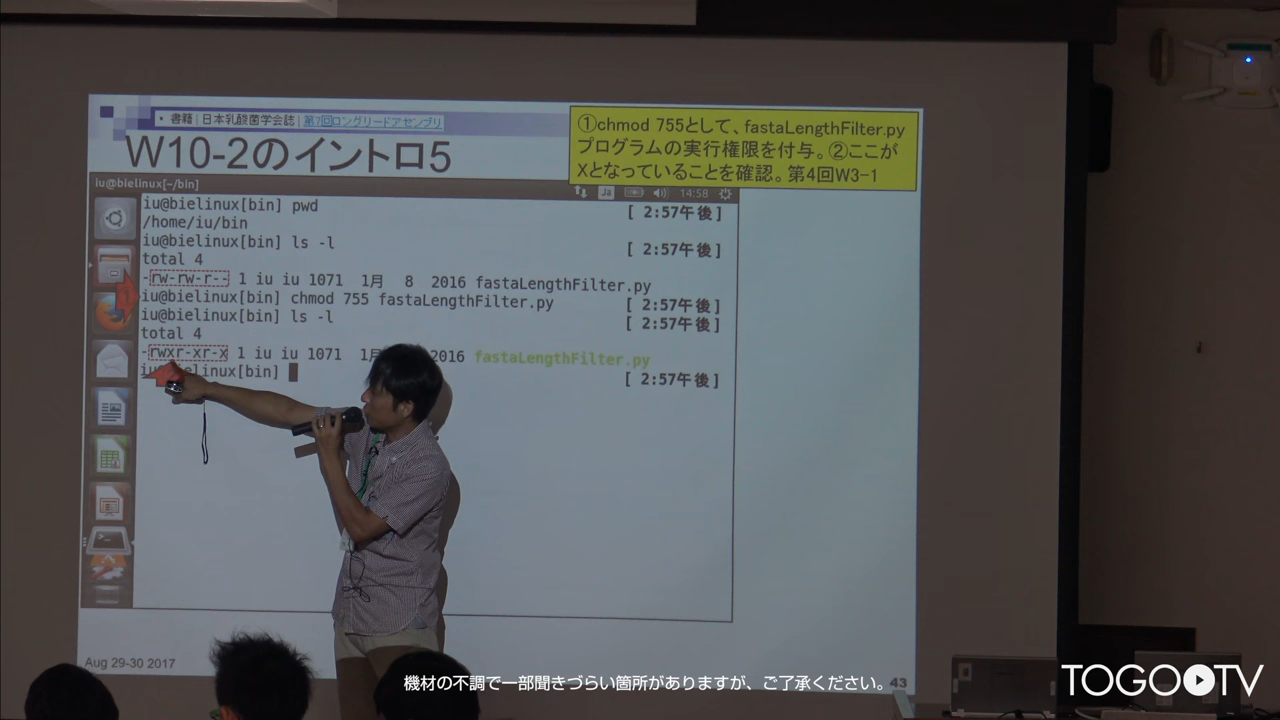 ・書籍 | 日本乳酸菌学会誌 | 第7回ロングリードアセンブリ
W10-2のイントロ5
①chmod 755として、fastaLengthFilter.py
プログラムの実行権限を付与。②ここが
Xとなっていることを確認。第4回W3-1
iu@bielinux[~/bin]
Ja 14:58
iu@bielinux[bin] pwd [ 2:57午後]
/home/iu/bin
iu@bielinux[bin] ls -l [ 2:57午後]
total 4
-rw-rw-r-- 1 iu iu 1071 1月 8 2016 fastaLengthFilter.py
iu@bielinux[bin] chmod 755 fastaLengthFilter.py [ 2:57午後]
iu@bielinux[bin] ls -l [ 2:57午後]
total 4
-rwxr-xr-x 1 iu iu 1071 1月 2016 fastaLengthFilter.py
iu@bielinux[bin] [ 2:57午後]
Aug 29-30 2017
43
機材の不調で一部聞きづらい箇所がありますが、ご了承ください。
TOGO TV